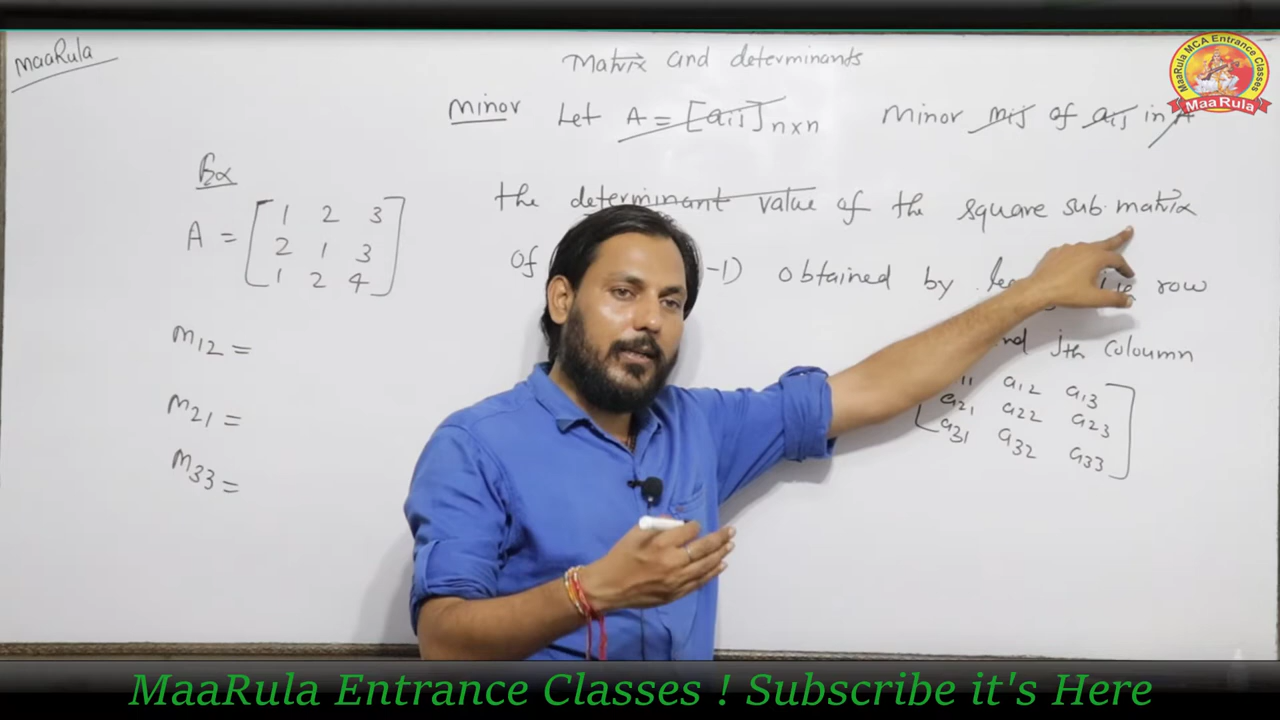 MaaRula
Matrix and determinants
MaaRula MCA Entrance Classes
MaaRula
Minor Let A = [aij]n×n Minor mij of aij in A
Ex
A = [1 2 3
2 1 3
1 2 4]
the determinant value of the square sub matrix
of -1) obtained by row
and jth coloumn
m12 =
m21 =
m33 =
11 a12 a13
a21 a22 a23
a31 a32 a33
MaaRula Entrance Classes ! Subscribe it's Here